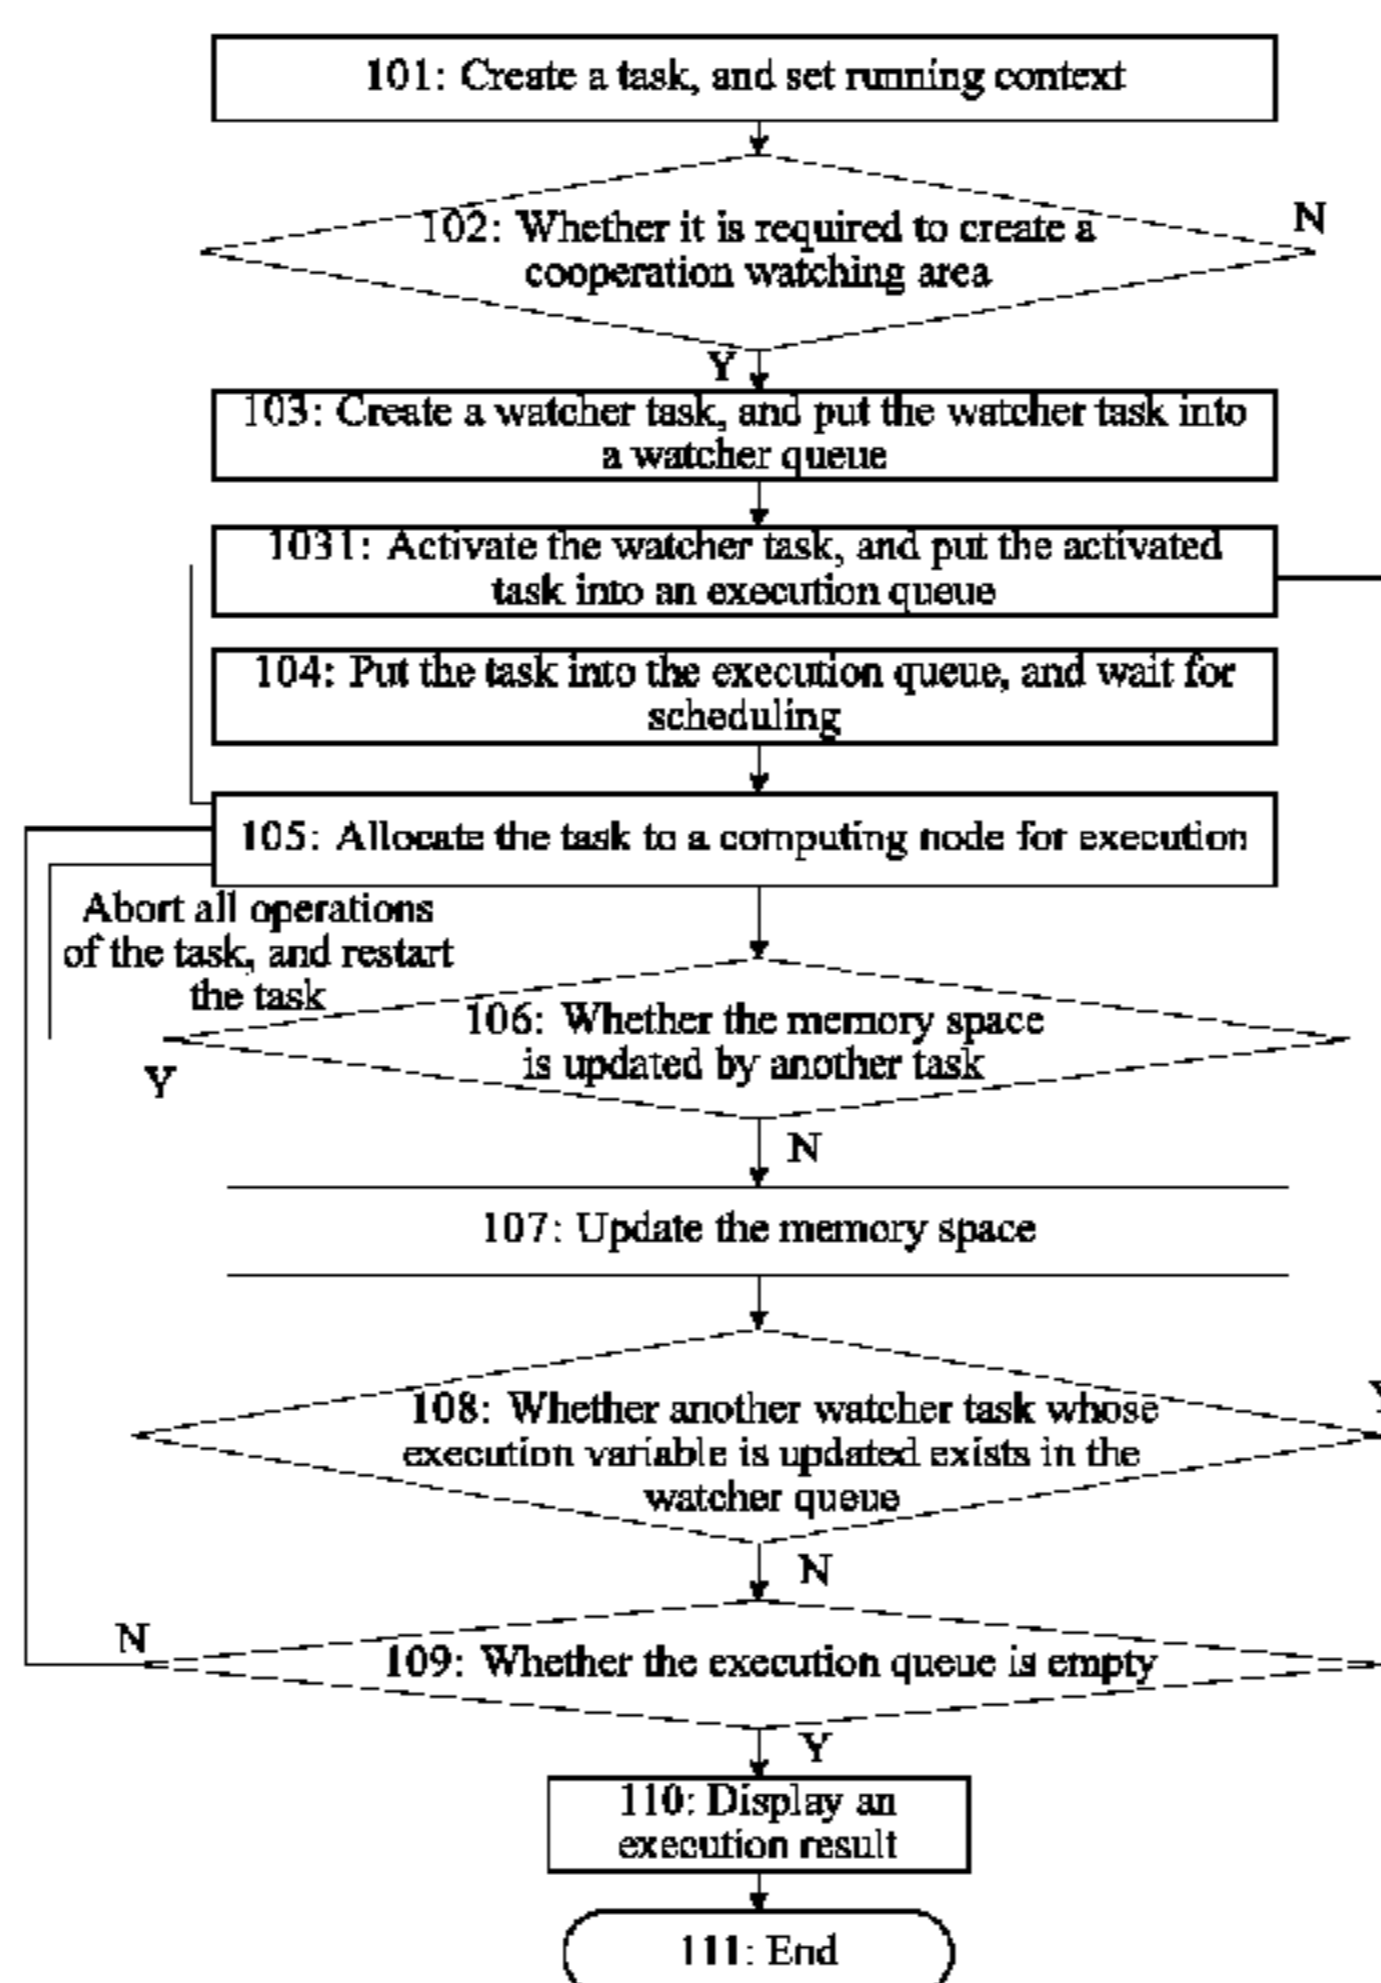 101: Create a task, and set running context
102: Whether it is required to create a
cooperation watching area
N
Y
103: Create a watcher task, and put the watcher task into
a watcher queue
1031: Activate the watcher task, and put the activated
task into an execution queue
104: Put the task into the execution queue, and wait for
scheduling
105: Allocate the task to a computing node for execution
Abort all operations
of the task, and restart
the task
106: Whether the memory space
is updated by another task
Y
N
107: Update the memory space
108: Whether another watcher task whose
execution variable is updated exists in the
watcher queue
Y
N
N
109: Whether the execution queue is empty
Y
110: Display an
execution result
111: End